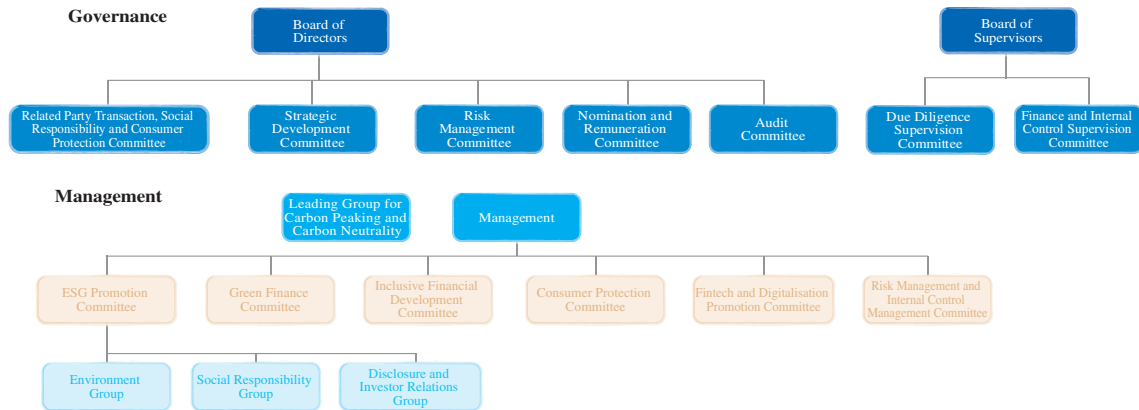 Governance
Board of
Directors
Board of
Supervisors
Related Party Transaction, Social
Responsibility and Consumer
Protection Committee
Strategic
Development
Committee
Risk
Management
Committee
Nomination and
Remuneration
Committee
Audit
Committee
Due Diligence
Supervision
Committee
Finance and Internal
Control Supervision
Committee
Management
Leading Group for
Carbon Peaking and
Carbon Neutrality
Management
ESG Promotion
Committee
Green Finance
Committee
Inclusive Financial
Development
Committee
Consumer Protection
Committee
Fintech and Digitalisation
Promotion Committee
Risk Management and
Internal Control
Management Committee
Environment
Group
Social Responsibility
Group
Disclosure and
Investor Relations
Group